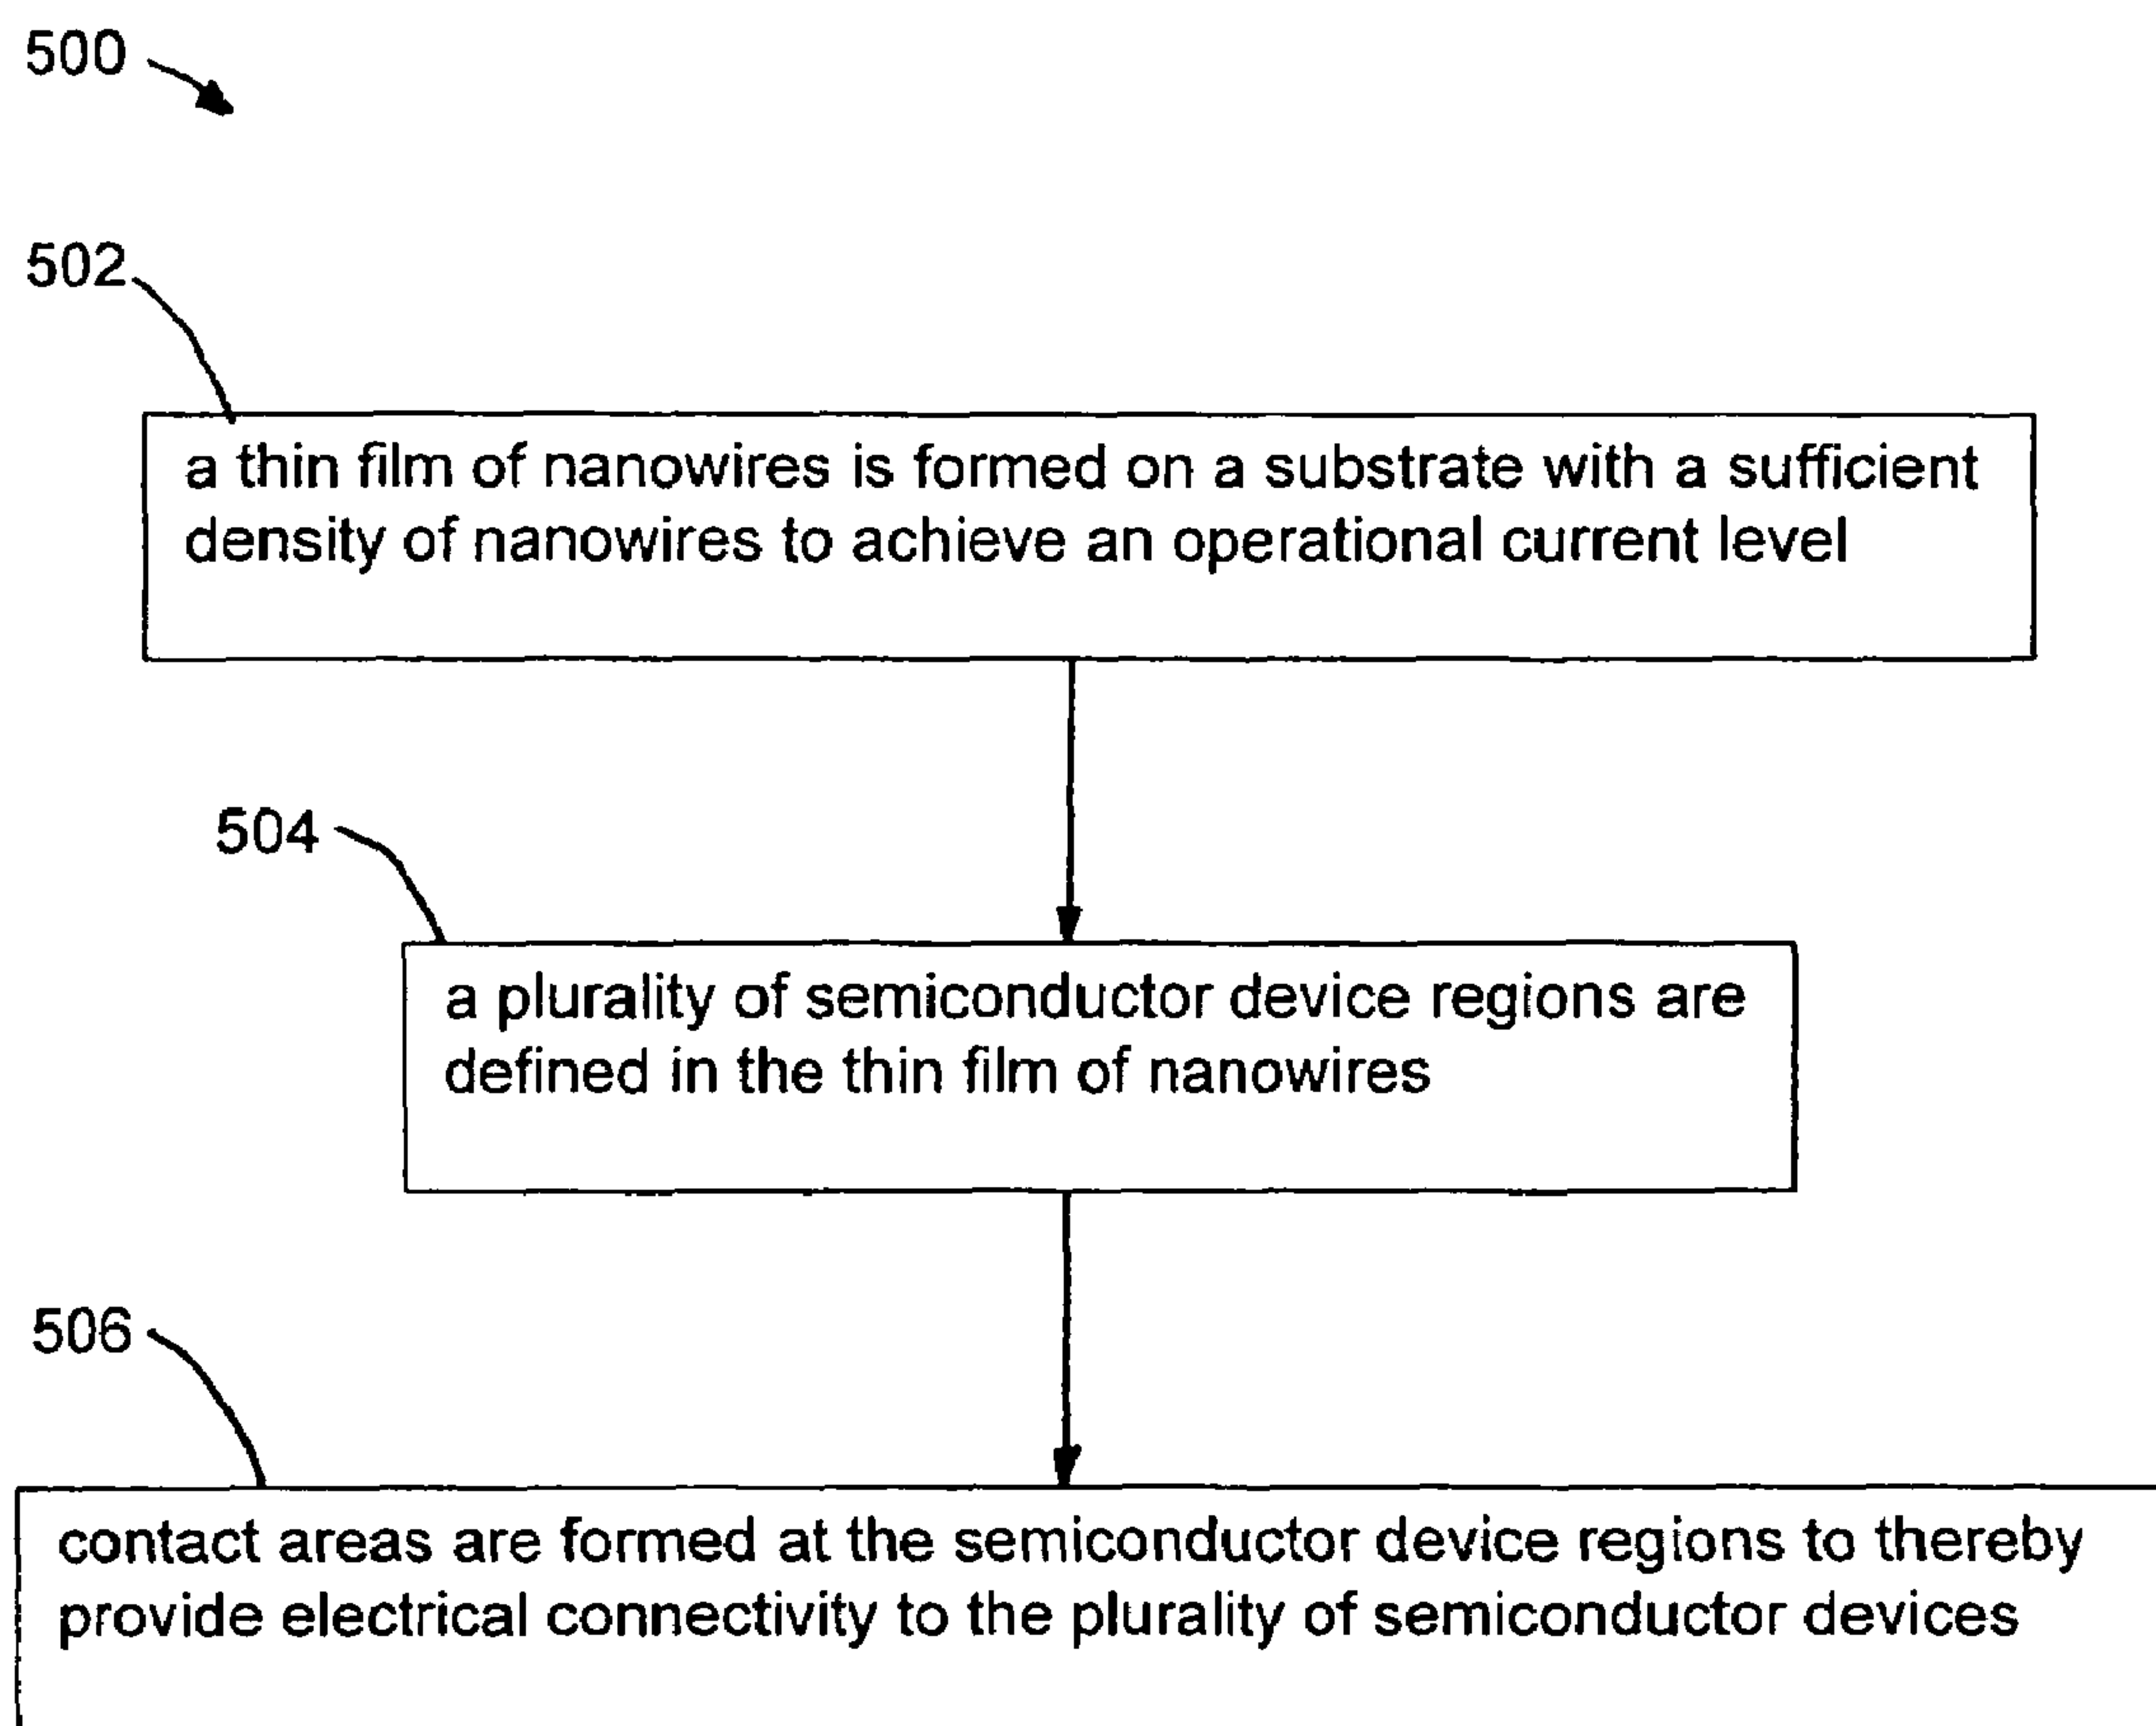 500
502
a thin film of nanowires is formed on a substrate with a sufficient
density of nanowires to achieve an operational current level
504
a plurality of semiconductor device regions are
defined in the thin film of nanowires
506
contact areas are formed at the semiconductor device regions to thereby
provide electrical connectivity to the plurality of semiconductor devices